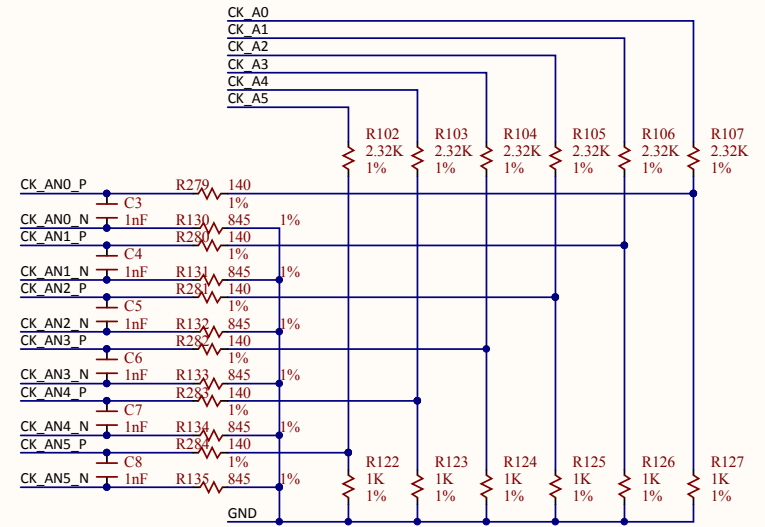 CK_A0
CK_A1
CK_A2
CK_A3
CK_A4
CK_A5
R102 R103 R104 R105 R106 R107
2.32K 2.32K 2.32K 2.32K 2.32K 2.32K
1% 1% 1% 1% 1% 1%
CK_AN0_P R279 140
C3 1%
CK_AN0_N 1nF R130 845 1%
CK_AN1_P R280 140
C4 1%
CK_AN1_N 1nF R131 845 1%
CK_AN2_P R281 140
C5 1%
CK_AN2_N 1nF R132 845 1%
CK_AN3_P R282 140
C6 1%
CK_AN3_N 1nF R133 845 1%
CK_AN4_P R283 140
C7 1%
CK_AN4_N 1nF R134 845 1%
CK_AN5_P R284 140
C8 1%
CK_AN5_N 1nF R135 845 1%
R122 R123 R124 R125 R126 R127
1K 1K 1K 1K 1K 1K
1% 1% 1% 1% 1% 1%
GND